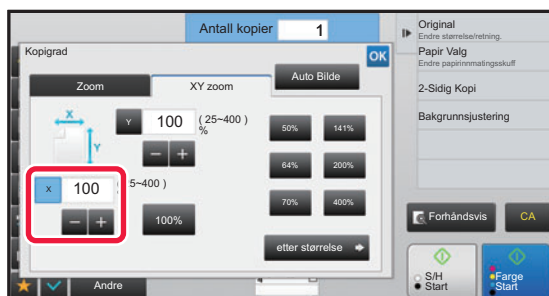 Antall kopier 1
Kopigrad
OK
Zoom
XY zoom
Auto Bilde
X
Y
Y 100 (25~400)
%
X 100 5~400 )
100%
50% 141%
64% 200%
70% 400%
etter størrelse
Andre
Original
Endre størrelse/retning.
Papir Valg
Endre papirinnmatingsskuff
2-Sidig Kopi
Bakgrunnsjustering
Forhåndsvis
CA
S/H
Start
Farge
Start